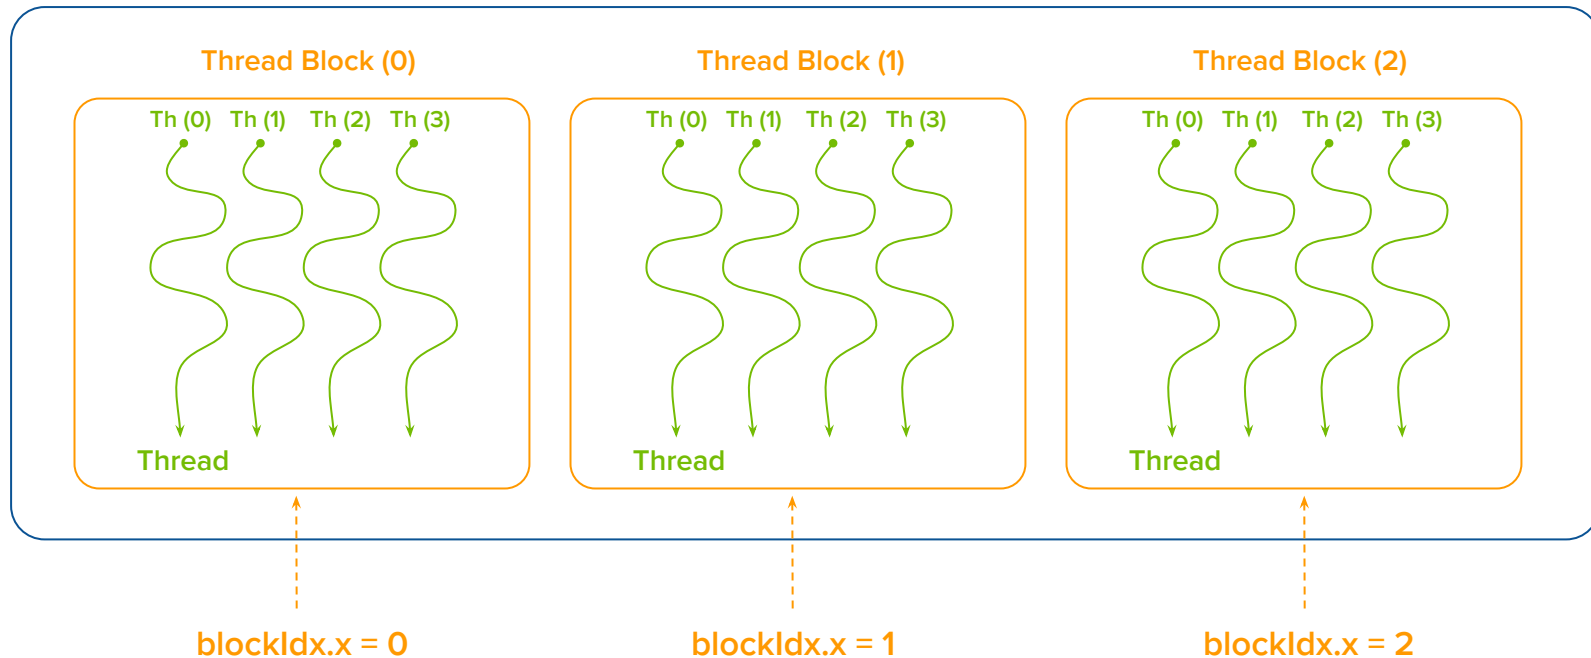 Thread Block (0)
Thread Block (1)
Thread Block (2)
Th (0) Th (1) Th (2) Th (3)
Th (0) Th (1) Th (2) Th (3)
Th (0) Th (1) Th (2) Th (3)
Thread
Thread
Thread
blockIdx.x = 0
blockIdx.x = 1
blockIdx.x = 2